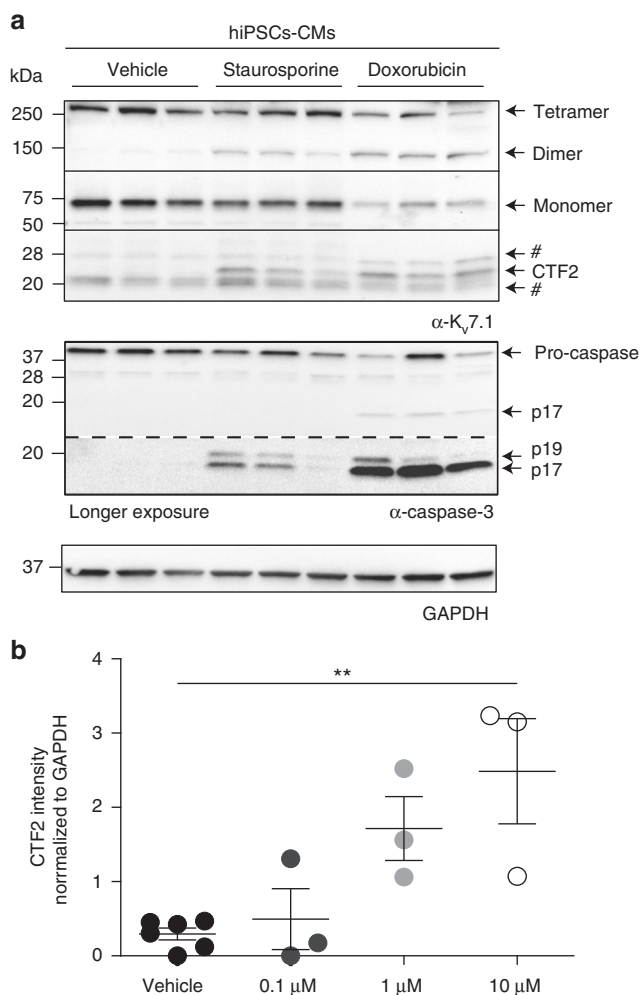 a
hiPSCs-CMs
kDa
Vehicle Staurosporine Doxorubicin
250 Tetramer
150 Dimer
75 Monomer
50
28 #
CTF2
20 #
α-Kv7.1
37 Pro-caspase
28
20 p17
20 p19
p17
Longer exposure α-caspase-3
37
GAPDH
b
CTF2 intensity
norrmalized to GAPDH
4
3
2
1
0
**
Vehicle 0.1 μM 1 μM 10 μM